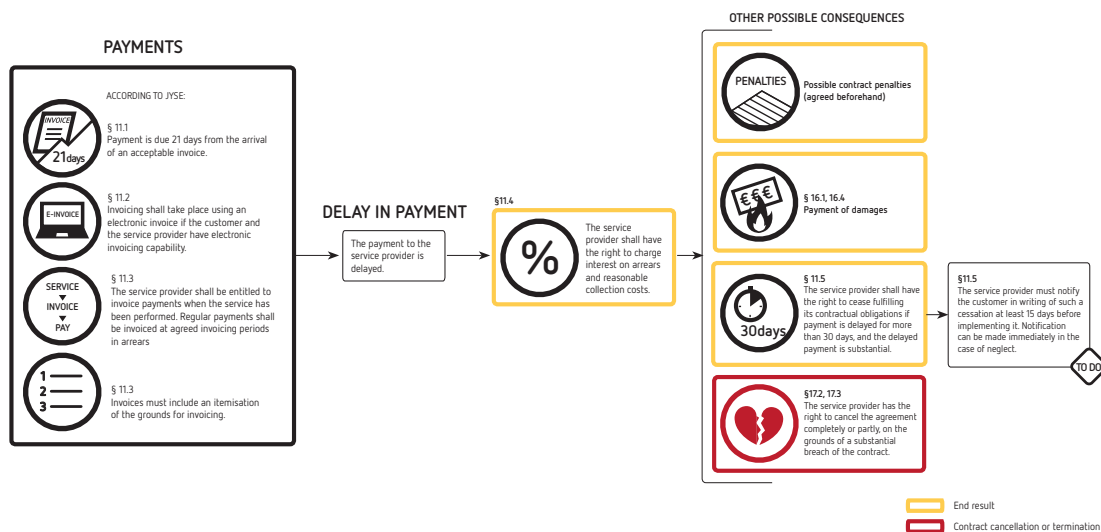 PAYMENTS
ACCORDING TO JYSE:
INVOICE
21days
§ 11.1
Payment is due 21 days from the arrival
of an acceptable invoice.
E-INVOICE
§ 11.2
Invoicing shall take place using an
electronic invoice if the customer and
the service provider have electronic
invoicing capability.
SERVICE
INVOICE
PAY
§ 11.3
The service provider shall be entitled to
invoice payments when the service has
been performed. Regular payments shall
be invoiced at agreed invoicing periods
in arrears
1
2
3
§ 11.3
Invoices must include an itemisation
of the grounds for invoicing.
DELAY IN PAYMENT
The payment to the
service provider is
delayed.
§11.4
%
The service
provider shall have
the right to charge
interest on arrears
and reasonable
collection costs.
OTHER POSSIBLE CONSEQUENCES
PENALTIES
Possible contract penalties
(agreed beforehand)
€€€
§ 16.1, 16.4
Payment of damages
30days
§ 11.5
The service provider shall have
the right to cease fulfilling
its contractual obligations if
payment is delayed for more
than 30 days, and the delayed
payment is substantial.
§11.5
The service provider must notify
the customer in writing of such a
cessation at least 15 days before
implementing it. Notification
can be made immediately in the
case of neglect.
TO DO
§17.2, 17.3
The service provider has the
right to cancel the agreement
completely or partly, on the
grounds of a substantial
breach of the contract.
End result
Contract cancellation or termination